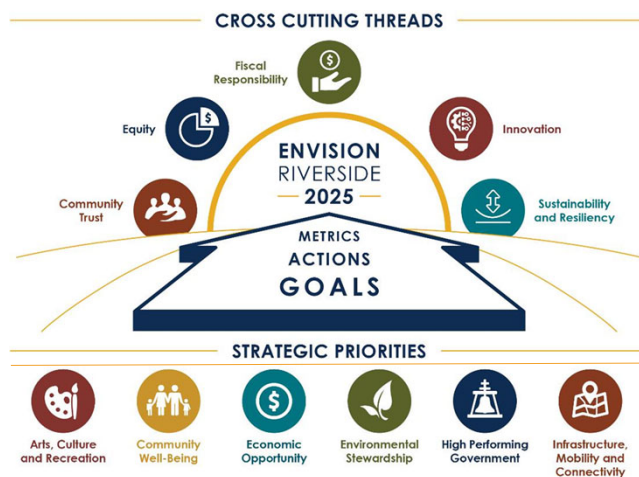 CROSS CUTTING THREADS
Fiscal
Responsibility
$
Equity
$
Innovation
ENVISION
RIVERSIDE
2025
Community
Trust
Sustainability
and Resiliency
METRICS
ACTIONS
GOALS
STRATEGIC PRIORITIES
$
Arts, Culture
and Recreation
Community
Well-Being
Economic
Opportunity
Environmental
Stewardship
High Performing
Government
Infrastructure,
Mobility and
Connectivity